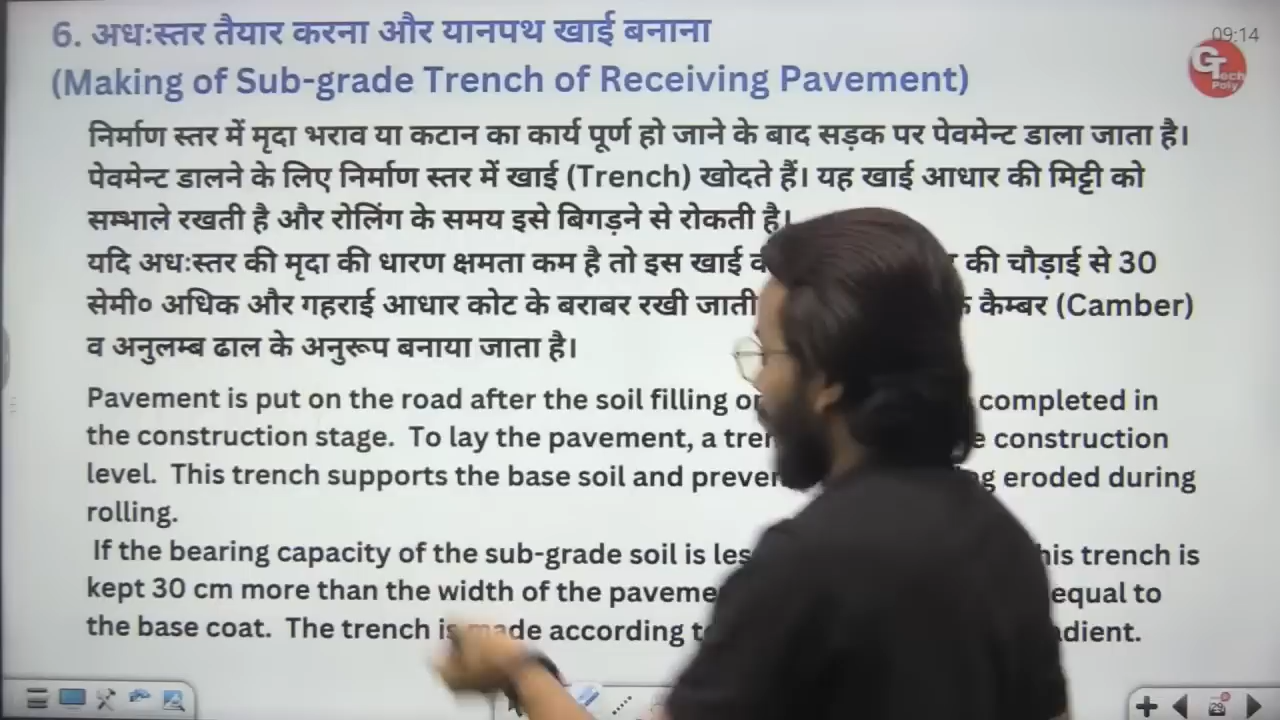 6. अधःस्तर तैयार करना और यानपथ खाई बनाना
09:14
(Making of Sub-grade Trench of Receiving Pavement)
GTech Poly
निर्माण स्तर में मृदा भराव या कटान का कार्य पूर्ण हो जाने के बाद सड़क पर पेवमेन्ट डाला जाता है।
पेवमेन्ट डालने के लिए निर्माण स्तर में खाई (Trench) खोदते हैं। यह खाई आधार की मिट्टी को
सम्भाले रखती है और रोलिंग के समय इसे बिगड़ने से रोकती है।
यदि अधःस्तर की मृदा की धारण क्षमता कम है तो इस खाई की चौड़ाई से 30
सेमी० अधिक और गहराई आधार कोट के बराबर रखी जाती कैम्बर (Camber)
व अनुलम्ब ढाल के अनुरूप बनाया जाता है।
Pavement is put on the road after the soil filling completed in
the construction stage. To lay the pavement, a construction
level. This trench supports the base soil and eroded during
rolling.
If the bearing capacity of the sub-grade soil is trench is
kept 30 cm more than the width of the equal to
the base coat. The trench is made according
29